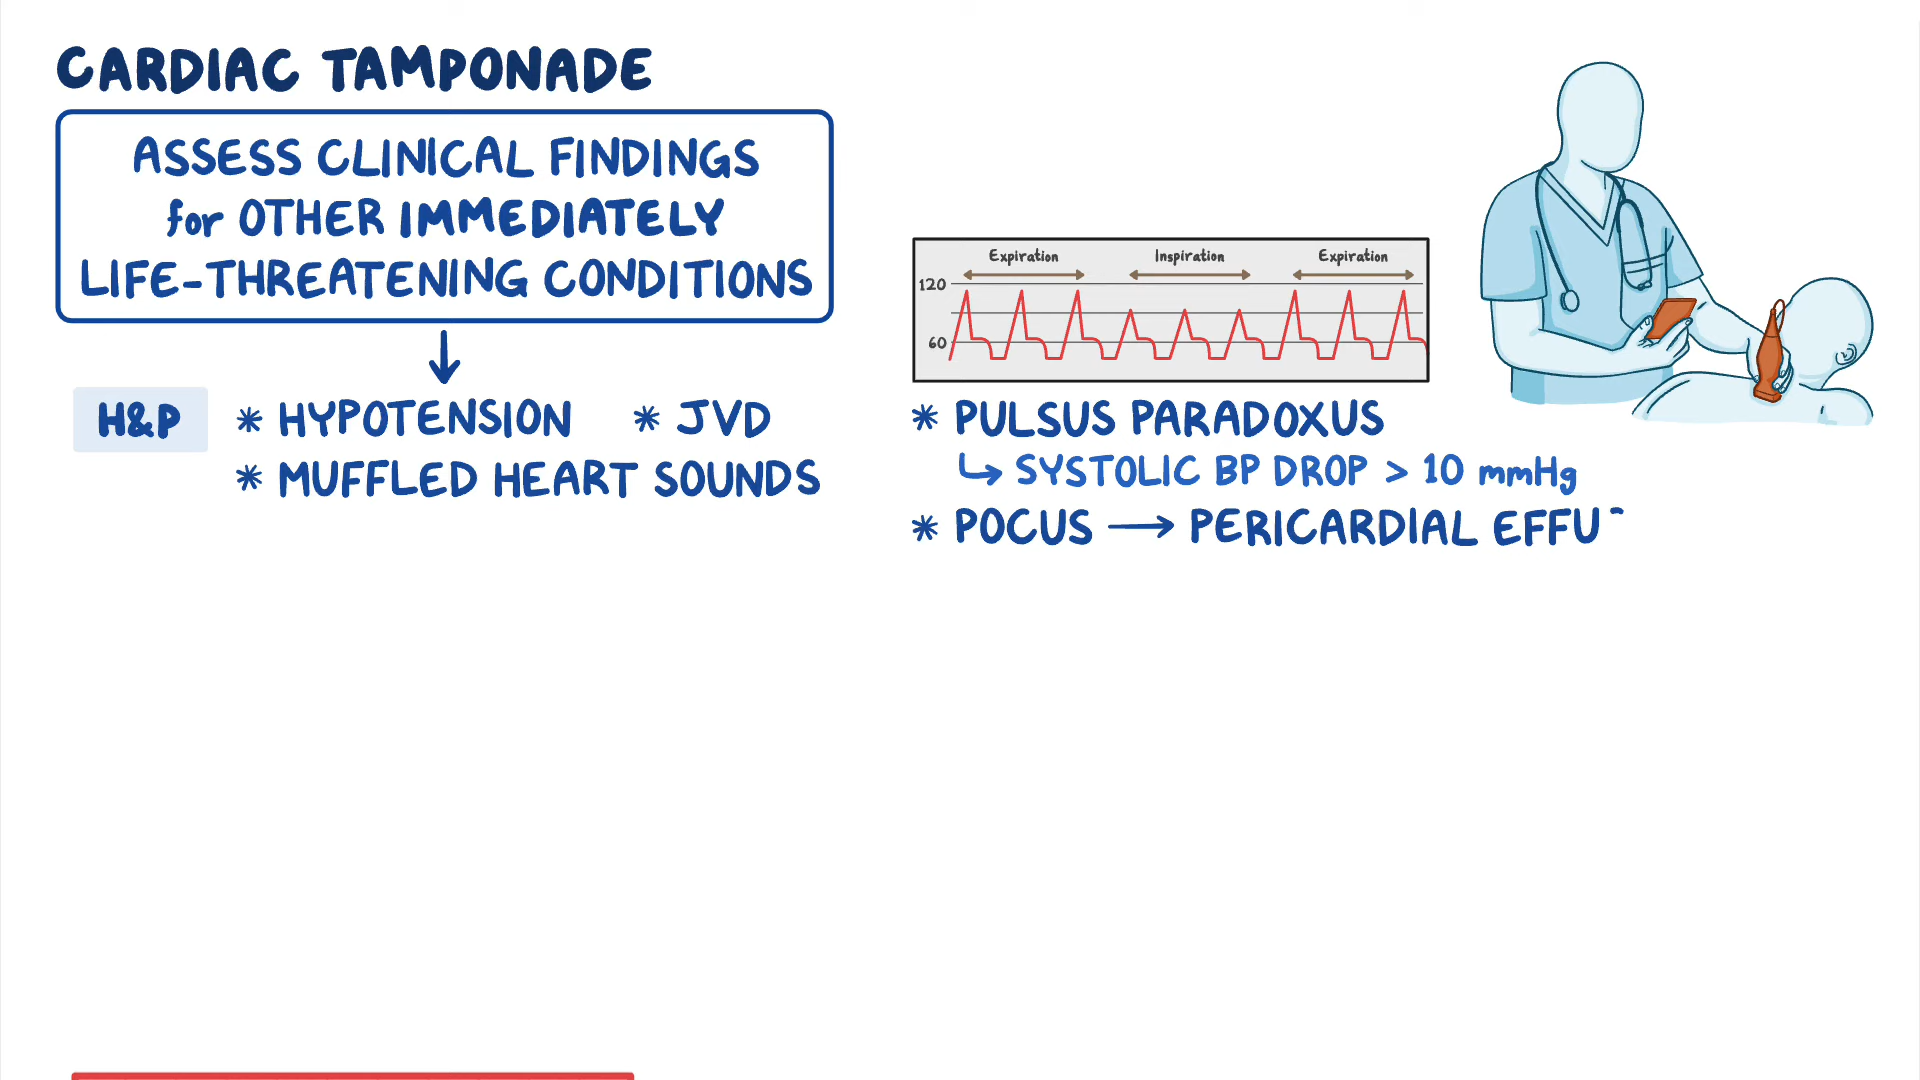 CARDIAC TAMPONADE
ASSESS CLINICAL FINDINGS
for OTHER IMMEDIATELY
LIFE-THREATENING CONDITIONS
H&P
* HYPOTENSION
* JVD
* MUFFLED HEART SOUNDS
Expiration
Inspiration
Expiration
120
60
* PULSUS PARADOXUS
↳ SYSTOLIC BP DROP > 10 mmHg
* POCUS → PERICARDIAL EFFU